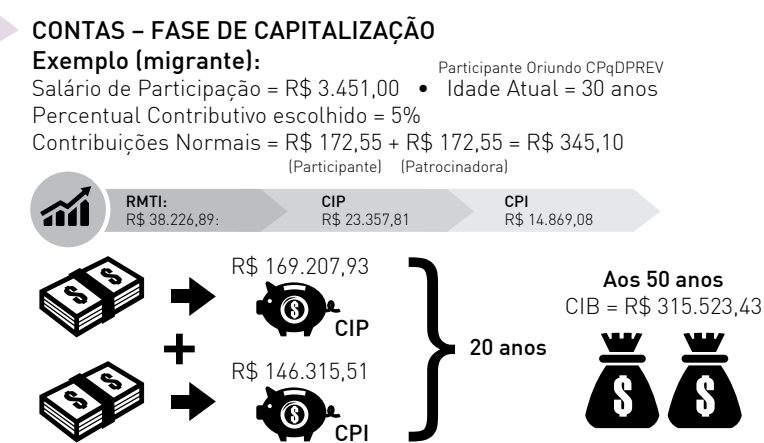 CONTAS – FASE DE CAPITALIZAÇÃO
Exemplo (migrante):
Participante Oriundo CPqDPREV
Salário de Participação = R$ 3.451,00 • Idade Atual = 30 anos
Percentual Contributivo escolhido = 5%
Contribuições Normais = R$ 172,55 + R$ 172,55 = R$ 345,10
(Participante) (Patrocinadora)
RMTI: CIP CPI
R$ 38.226,89: R$ 23.357,81 R$ 14.869,08
R$ 169.207,93
CIP
R$ 146.315,51
CPI
20 anos
Aos 50 anos
CIB = R$ 315.523,43